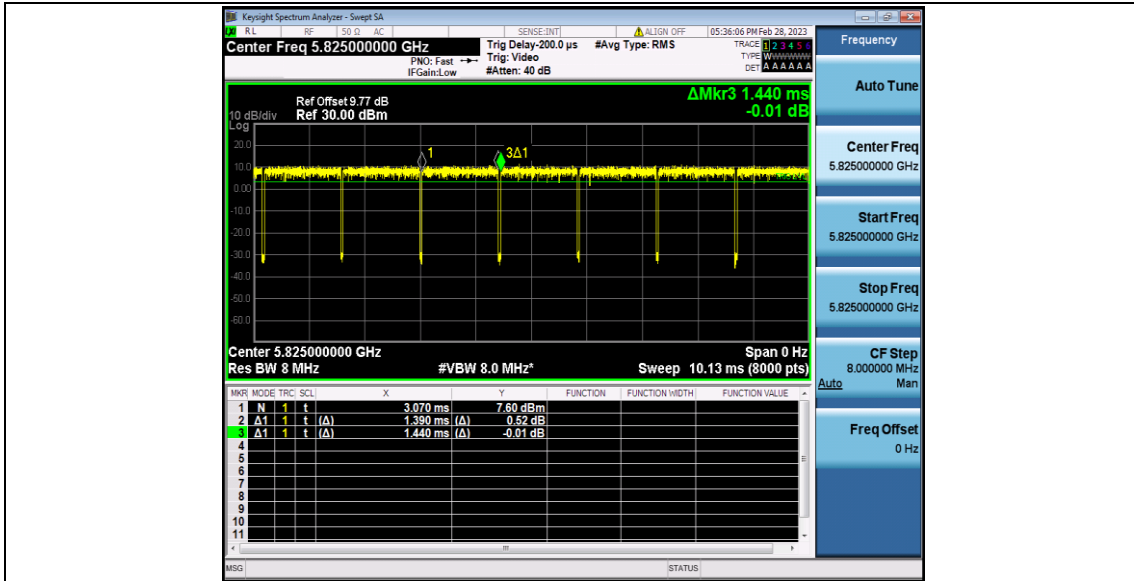 Keysight Spectrum Analyzer - Swept SA
RL RF 50 Ω AC SENSE:INT ALIGN OFF 05:36:06 PM Feb 28, 2023
Center Freq 5.825000000 GHz
PNO: Fast
IFGain:Low
Trig Delay-200.0 µs
Trig: Video
#Atten: 40 dB
#Avg Type: RMS
TRACE 1 2 3 4 5 6
TYPE WWWWWW
DET A A A A A A
Frequency
Auto Tune
Center Freq
5.825000000 GHz
Start Freq
5.825000000 GHz
Stop Freq
5.825000000 GHz
CF Step
8.000000 MHz
Auto Man
Freq Offset
0 Hz
ΔMkr3 1.440 ms
-0.01 dB
Ref Offset 9.77 dB
10 dB/div Ref 30.00 dBm
Log
20.0
10.0
0.00
-10.0
-20.0
-30.0
-40.0
-50.0
-60.0
1
3Δ1
Center 5.825000000 GHz Span 0 Hz
Res BW 8 MHz #VBW 8.0 MHz* Sweep 10.13 ms (8000 pts)
MKR MODE TRC SCL X Y FUNCTION FUNCTION WIDTH FUNCTION VALUE
1 N 1 t 3.070 ms 7.60 dBm
2 Δ1 1 t (Δ) 1.390 ms (Δ) 0.52 dB
3 Δ1 1 t (Δ) 1.440 ms (Δ) -0.01 dB
4
5
6
7
8
9
10
11
MSG STATUS